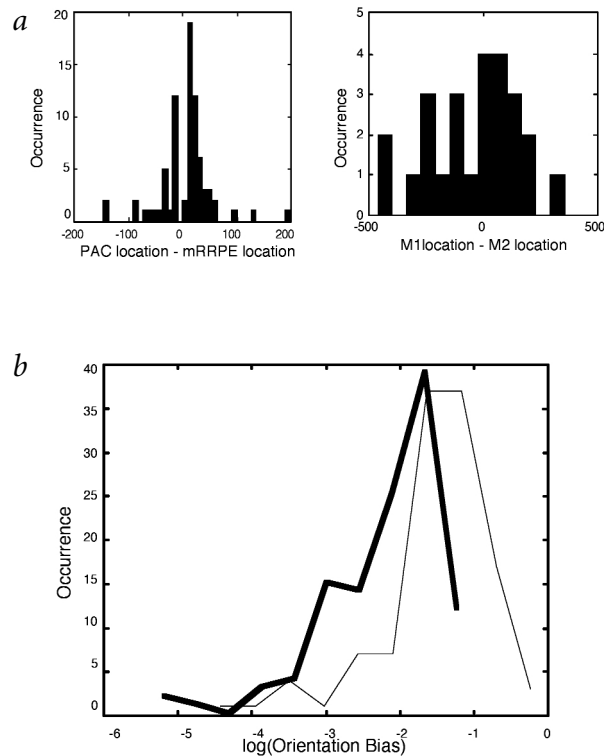 a
20
15
10
5
0
Occurrence
-200 -100 0 100 200
PAC location - mRRPE location
5
4
3
2
1
0
Occurrence
-500 0 500
M1location - M2 location
b
40
35
30
25
20
15
10
5
0
Occurrence
-6 -5 -4 -3 -2 -1 0
log(Orientation Bias)